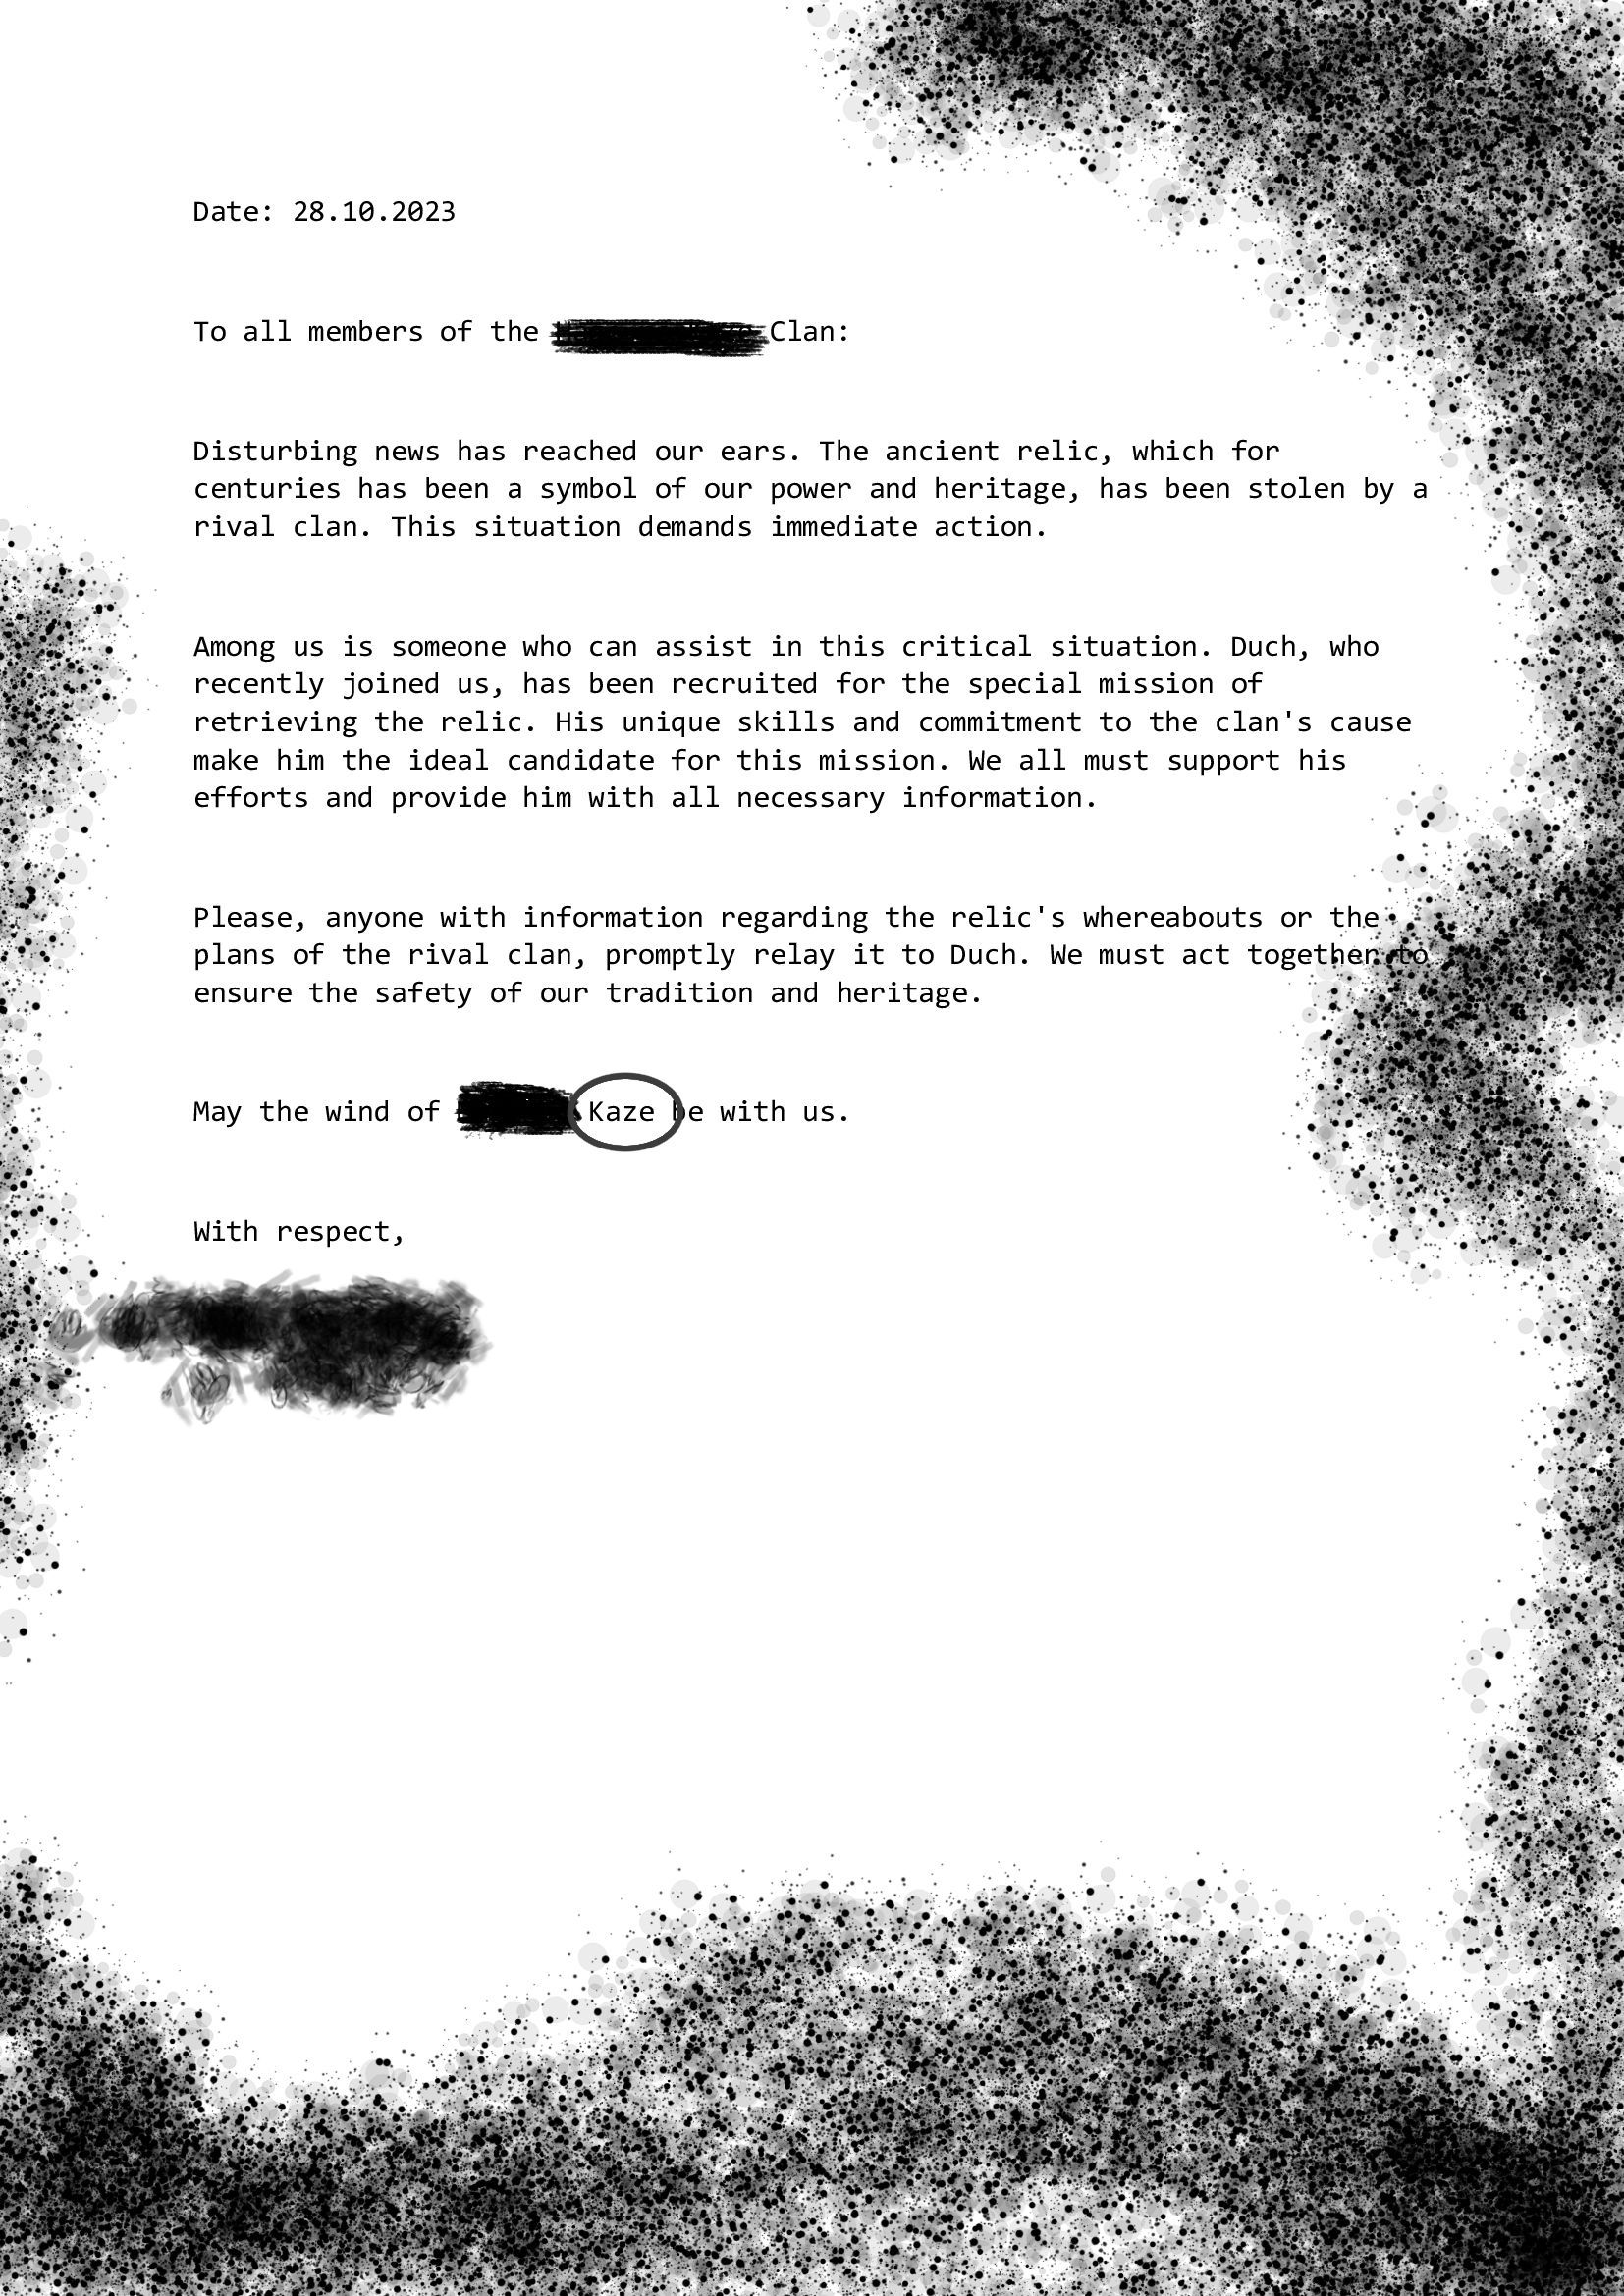 Date: 28.10.2023
To all members of the Clan:
Disturbing news has reached our ears. The ancient relic, which for
centuries has been a symbol of our power and heritage, has been stolen by a
rival clan. This situation demands immediate action.
Among us is someone who can assist in this critical situation. Duch, who
recently joined us, has been recruited for the special mission of
retrieving the relic. His unique skills and commitment to the clan's cause
make him the ideal candidate for this mission. We all must support his
efforts and provide him with all necessary information.
Please, anyone with information regarding the relic's whereabouts or the
plans of the rival clan, promptly relay it to Duch. We must act together to
ensure the safety of our tradition and heritage.
May the wind of Kaze be with us.
With respect,